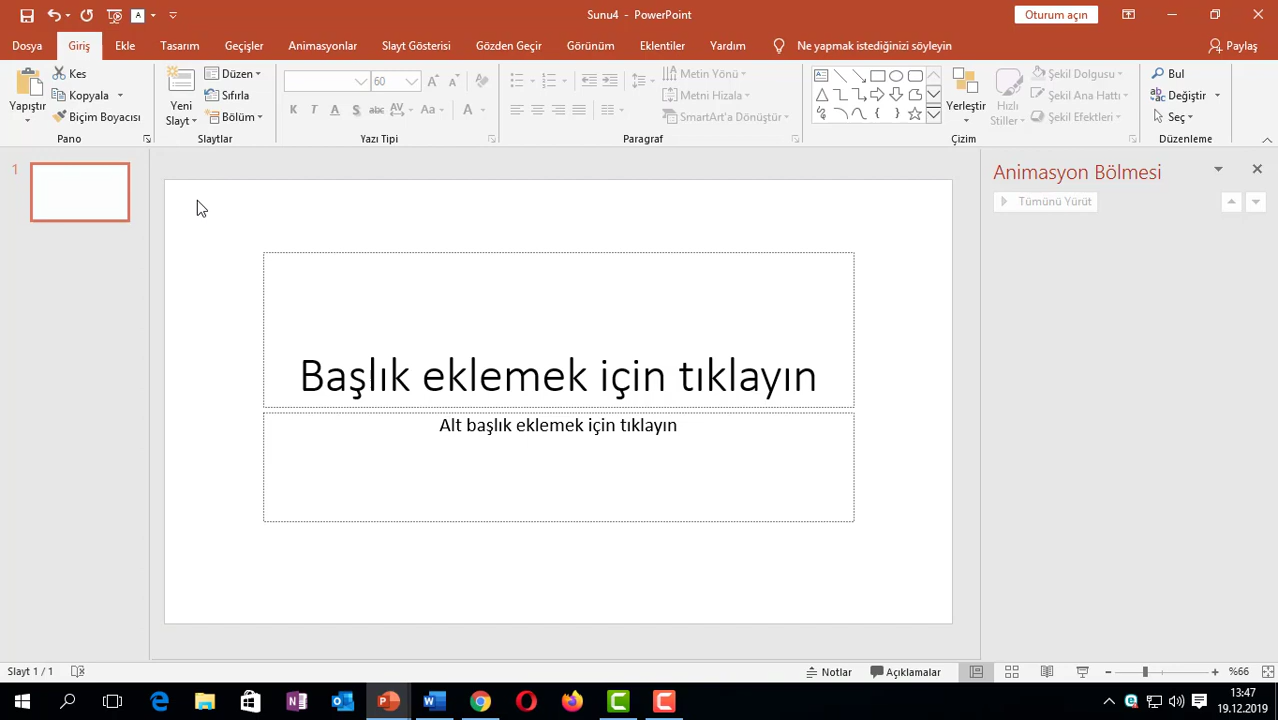 Sunu4 - PowerPoint
Oturum açın
Dosya Giriş Ekle Tasarım Geçişler Animasyonlar Slayt Gösterisi Gözden Geçir Görünüm Eklentiler Yardım Ne yapmak istediğinizi söyleyin Paylaş
Yapıştır
Kes
Kopyala
Biçim Boyacısı
Pano
Yeni Slayt
Düzen
Sıfırla
Bölüm
Slaytlar
60
K T A S abc AV Aa A
Yazı Tipi
Metin Yönü
Metni Hizala
SmartArt'a Dönüştür
Paragraf
Yerleştir
Hızlı Stiller
Şekil Dolgusu
Şekil Ana Hattı
Şekil Efektleri
Çizim
Bul
Değiştir
Seç
Düzenleme
1
Başlık eklemek için tıklayın
Alt başlık eklemek için tıklayın
Animasyon Bölmesi
Tümünü Yürüt
Slayt 1 / 1
Notlar
Açıklamalar
%66
13:47
19.12.2019